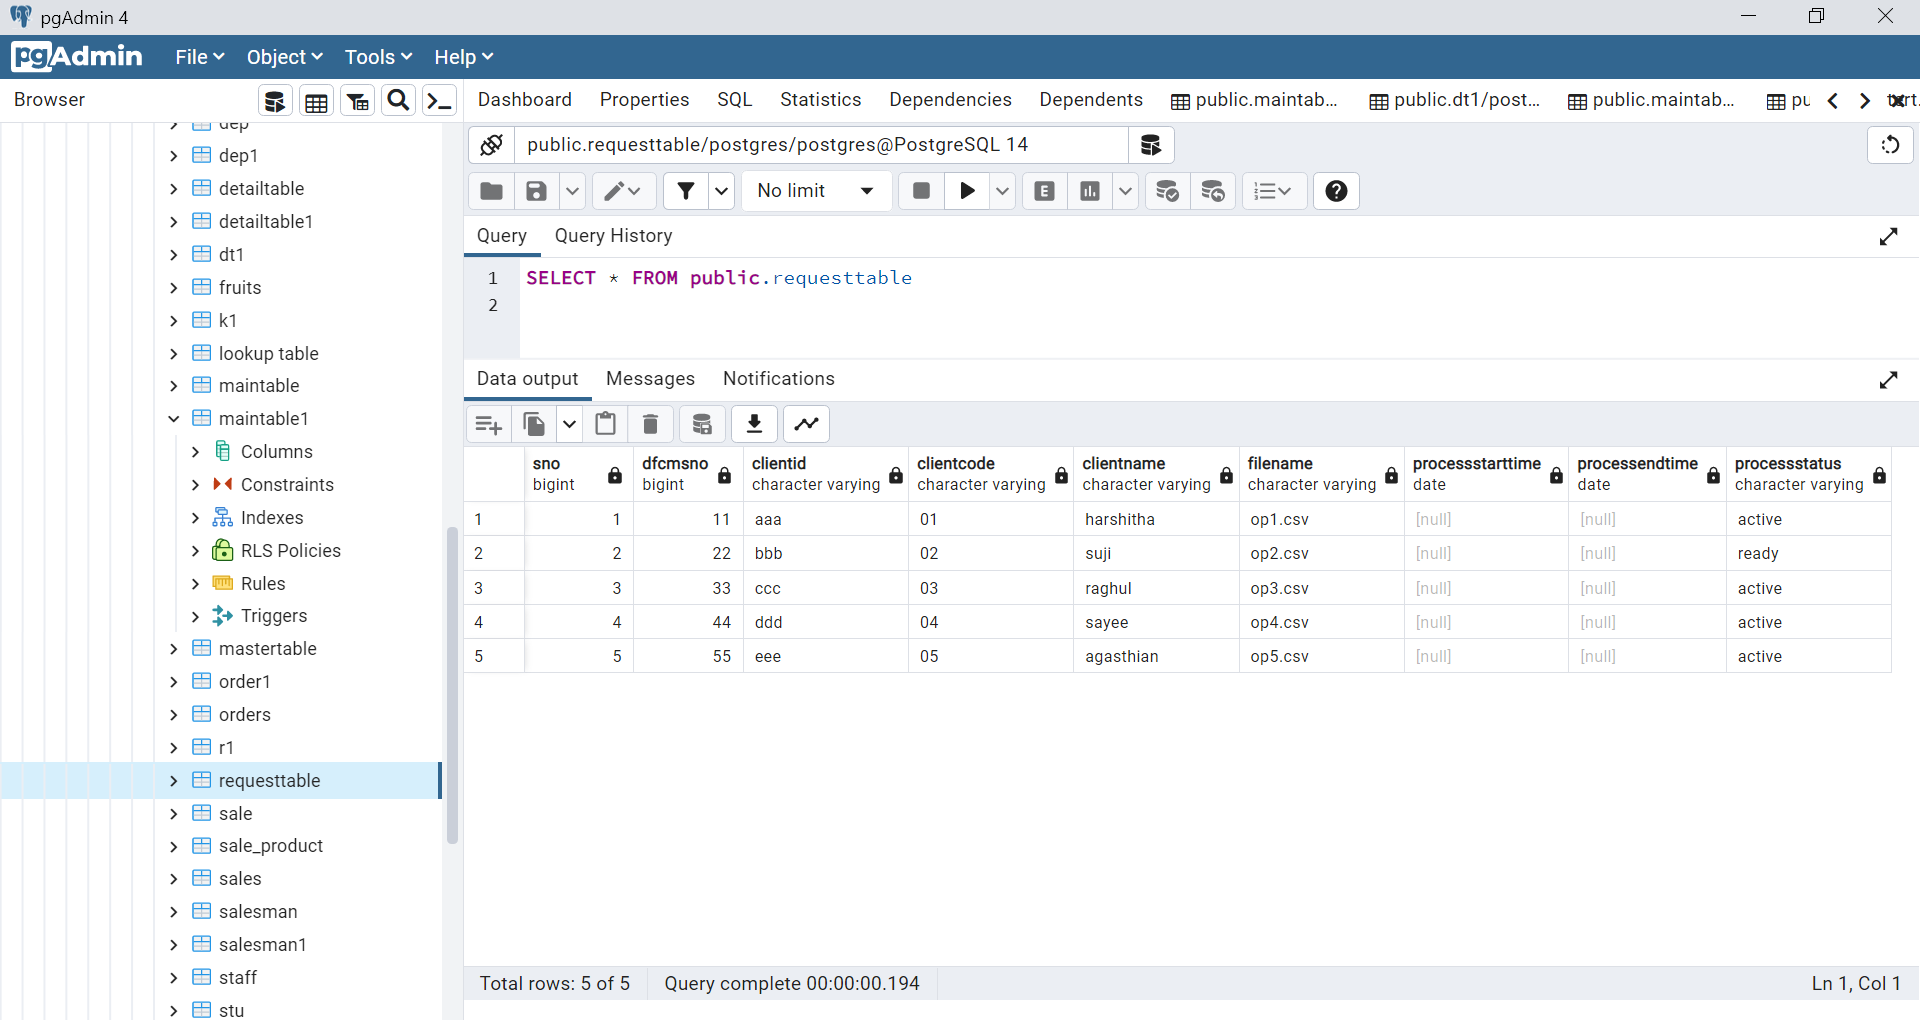 pgAdmin 4
pgAdmin File Object Tools Help
Browser
Dashboard Properties SQL Statistics Dependencies Dependents public.maintab... public.dt1/post... public.maintab... pu
dep
dep1
detailtable
detailtable1
dt1
fruits
k1
lookup table
maintable
maintable1
Columns
Constraints
Indexes
RLS Policies
Rules
Triggers
mastertable
order1
orders
r1
requesttable
sale
sale_product
sales
salesman
salesman1
staff
stu
public.requesttable/postgres/postgres@PostgreSQL 14
No limit
E
Query Query History
1 SELECT * FROM public.requesttable
2
Data output Messages Notifications
sno dfcmsno clientid clientcode clientname filename processstarttime processendtime processstatus
bigint bigint character varying character varying character varying character varying date date character varying
1 1 11 aaa 01 harshitha op1.csv [null] [null] active
2 2 22 bbb 02 suji op2.csv [null] [null] ready
3 3 33 ccc 03 raghul op3.csv [null] [null] active
4 4 44 ddd 04 sayee op4.csv [null] [null] active
5 5 55 eee 05 agasthian op5.csv [null] [null] active
Total rows: 5 of 5 Query complete 00:00:00.194 Ln 1, Col 1